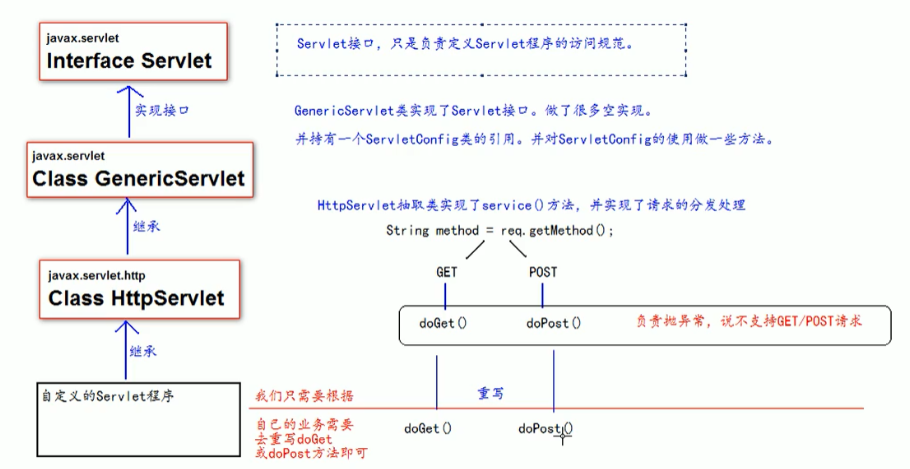 javax.servlet
Interface Servlet
Servlet接口，只是负责定义Servlet程序的访问规范。
实现接口
GenericServlet类实现了Servlet接口。做了很多空实现。
并持有一个ServletConfig类的引用。并对ServletConfig的使用做一些方法。
javax.servlet
Class GenericServlet
继承
HttpServlet抽取类实现了service()方法，并实现了请求的分发处理
String method = req.getMethod();
GET
POST
javax.servlet.http
Class HttpServlet
doGet()
doPost()
负责抛异常，说不支持GET/POST请求
继承
自定义的Servlet程序
我们只需要根据
重写
自己的业务需要
去重写doGet
或doPost方法即可
doGet()
doPost()